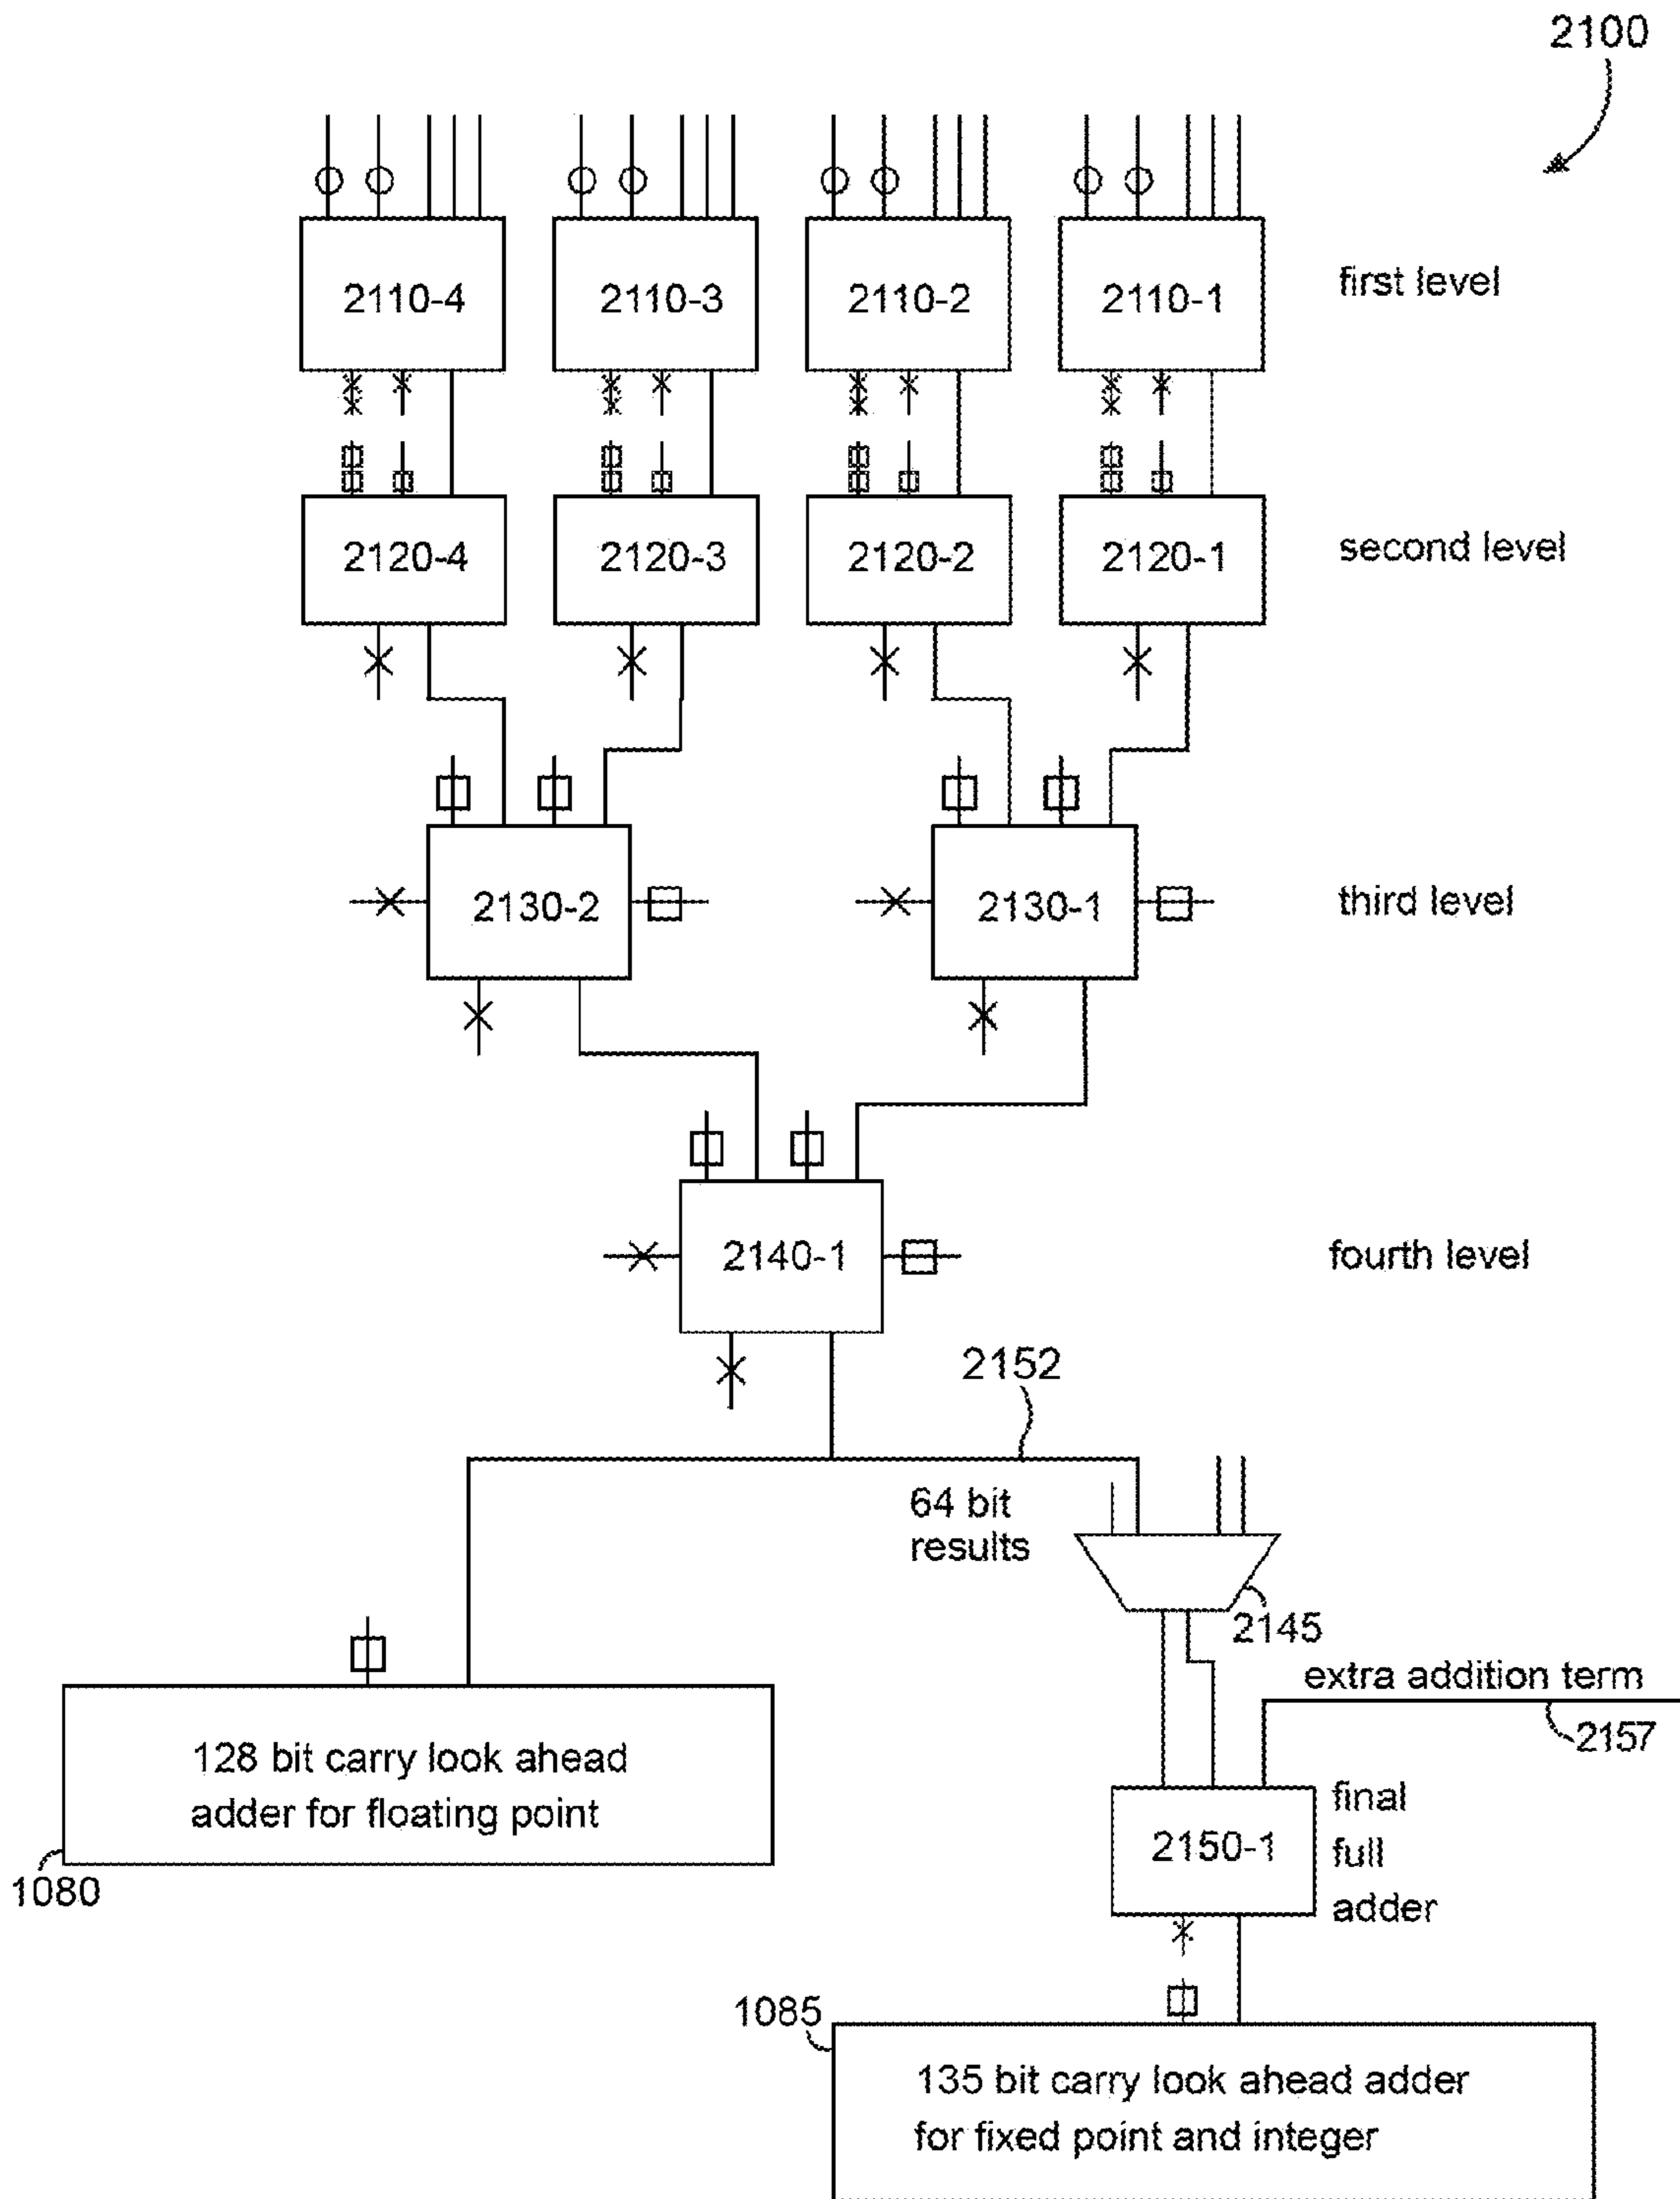 2100
2110-4
2110-3
2110-2
2110-1
first level
2120-4
2120-3
2120-2
2120-1
second level
2130-2
2130-1
third level
2140-1
fourth level
2152
64 bit
results
2145
extra addition term
2157
128 bit carry look ahead
adder for floating point
1080
2150-1
final
full
adder
1085
135 bit carry look ahead adder
for fixed point and integer